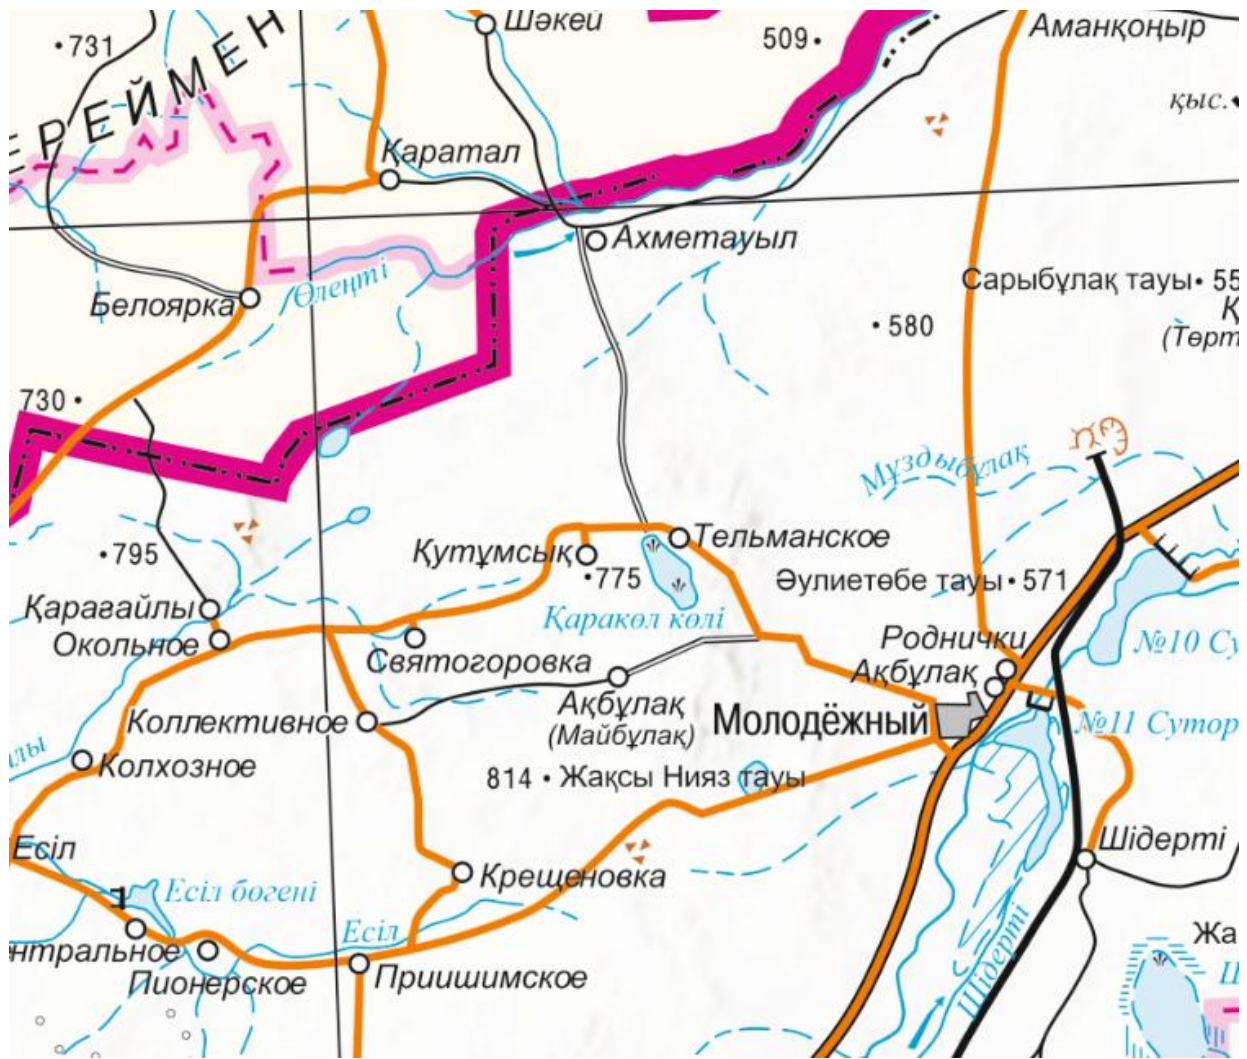 Шәкей
Аманқоңыр
731
509
ЕРЕЙМЕН
қыс.
Қаратал
Ахметауыл
Белоярка
Өлеңті
Сарыбұлақ тауы
55
580
Қ
(Төрт
730
Мұздыбұлақ
795
Құтұмсық
Тельманское
775
Әулиетөбе тауы
571
Қарағайлы
Окольное
Қаракөл көлі
Роднички
Ақбұлақ
№10 Су
Святогоровка
Ақбұлақ
(Майбұлақ)
Коллективное
Молодёжный
№11 Сутор
лы
Колхозное
814
Жақсы Нияз тауы
Есіл
Шідерті
Есіл бөгені
Крещеновка
нтральное
Есіл
Пионерское
Приишимское
Шідерті
Жа
Ш